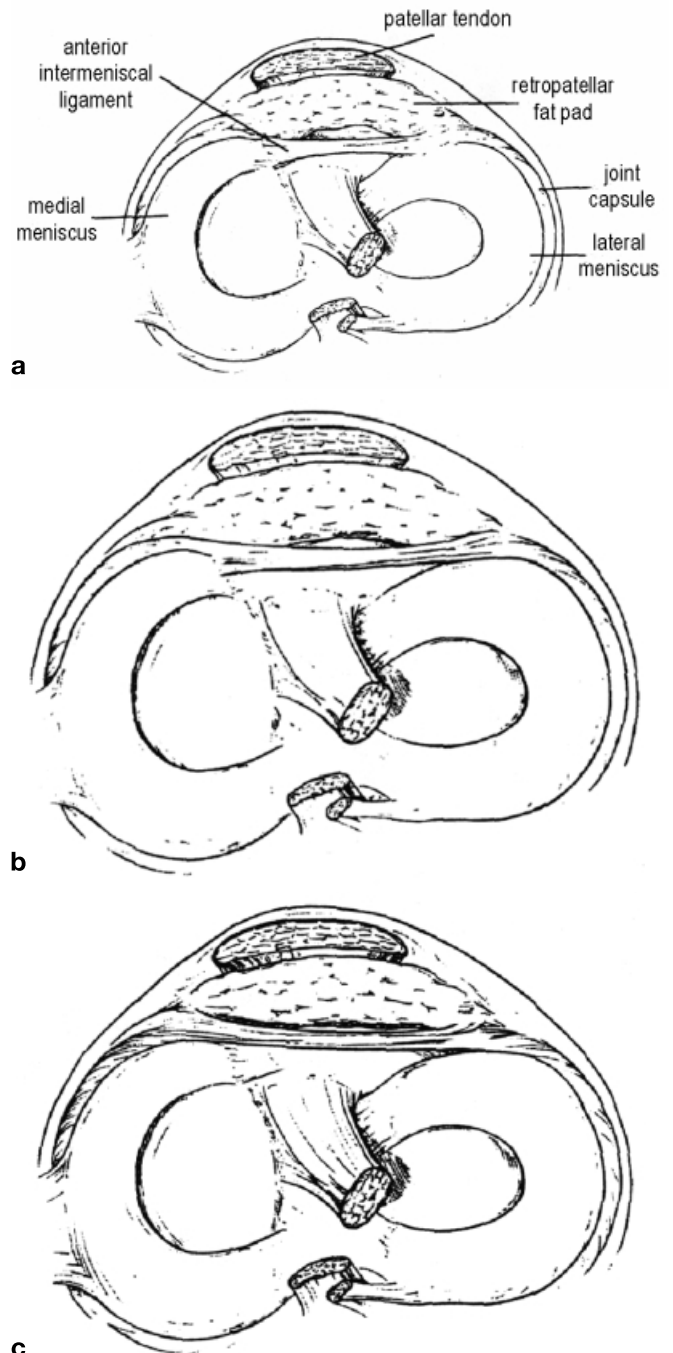 patellar tendon
anterior
intermeniscal
ligament
retropatellar
fat pad
joint
capsule
medial
meniscus
lateral
meniscus
a
b
c